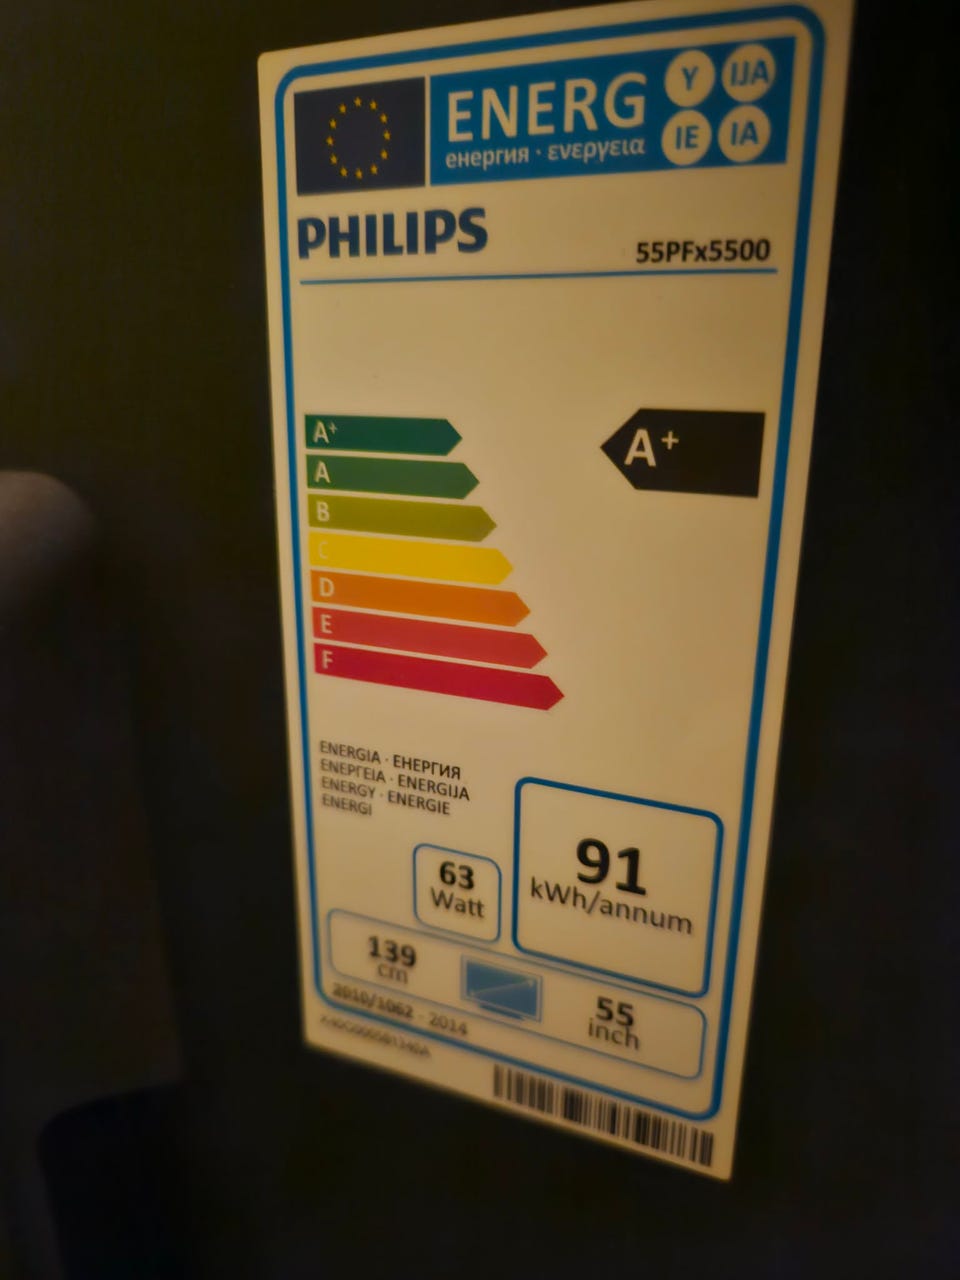 ENERG
енергия · ενεργεια
Y IJA
IE IA
PHILIPS
55PFx5500
A+
A+
A
B
C
D
E
F
ENERGIA · ЕНЕРГИЯ
ΕΝΕΡΓΕΙΑ · ENERGIJA
ENERGY · ENERGIE
ENERGI
91
kWh/annum
63
Watt
139
cm
55
inch
2010/1062 - 2014